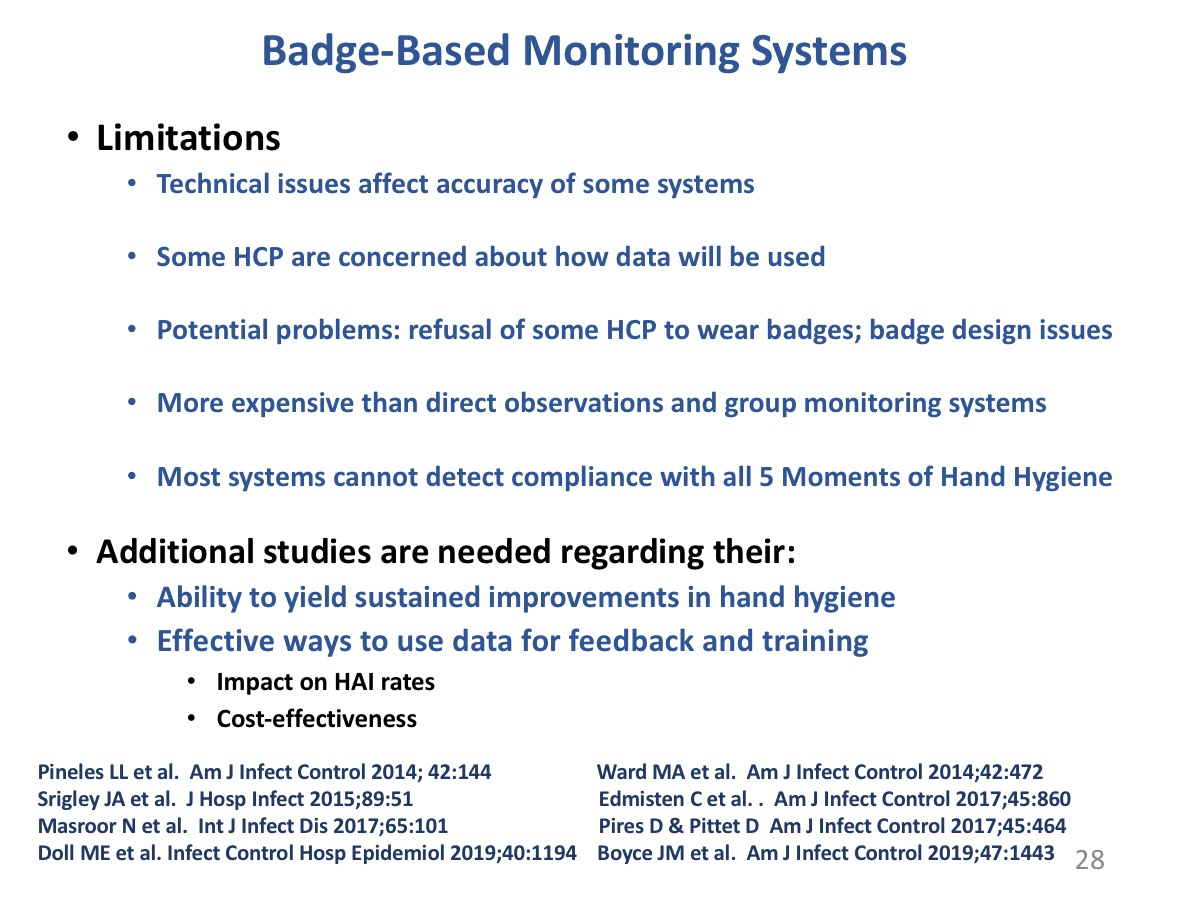 Badge-Based Monitoring Systems
• Limitations
• Technical issues affect accuracy of some systems
• Some HCP are concerned about how data will be used
• Potential problems: refusal of some HCP to wear badges; badge design issues
• More expensive than direct observations and group monitoring systems
• Most systems cannot detect compliance with all 5 Moments of Hand Hygiene
• Additional studies are needed regarding their:
• Ability to yield sustained improvements in hand hygiene
• Effective ways to use data for feedback and training
• Impact on HAI rates
• Cost-effectiveness
Pineles LL et al. Am J Infect Control 2014; 42:144
Srigley JA et al. J Hosp Infect 2015;89:51
Masroor N et al. Int J Infect Dis 2017;65:101
Doll ME et al. Infect Control Hosp Epidemiol 2019;40:1194
Ward MA et al. Am J Infect Control 2014;42:472
Edmisten C et al. . Am J Infect Control 2017;45:860
Pires D & Pittet D Am J Infect Control 2017;45:464
Boyce JM et al. Am J Infect Control 2019;47:1443
28